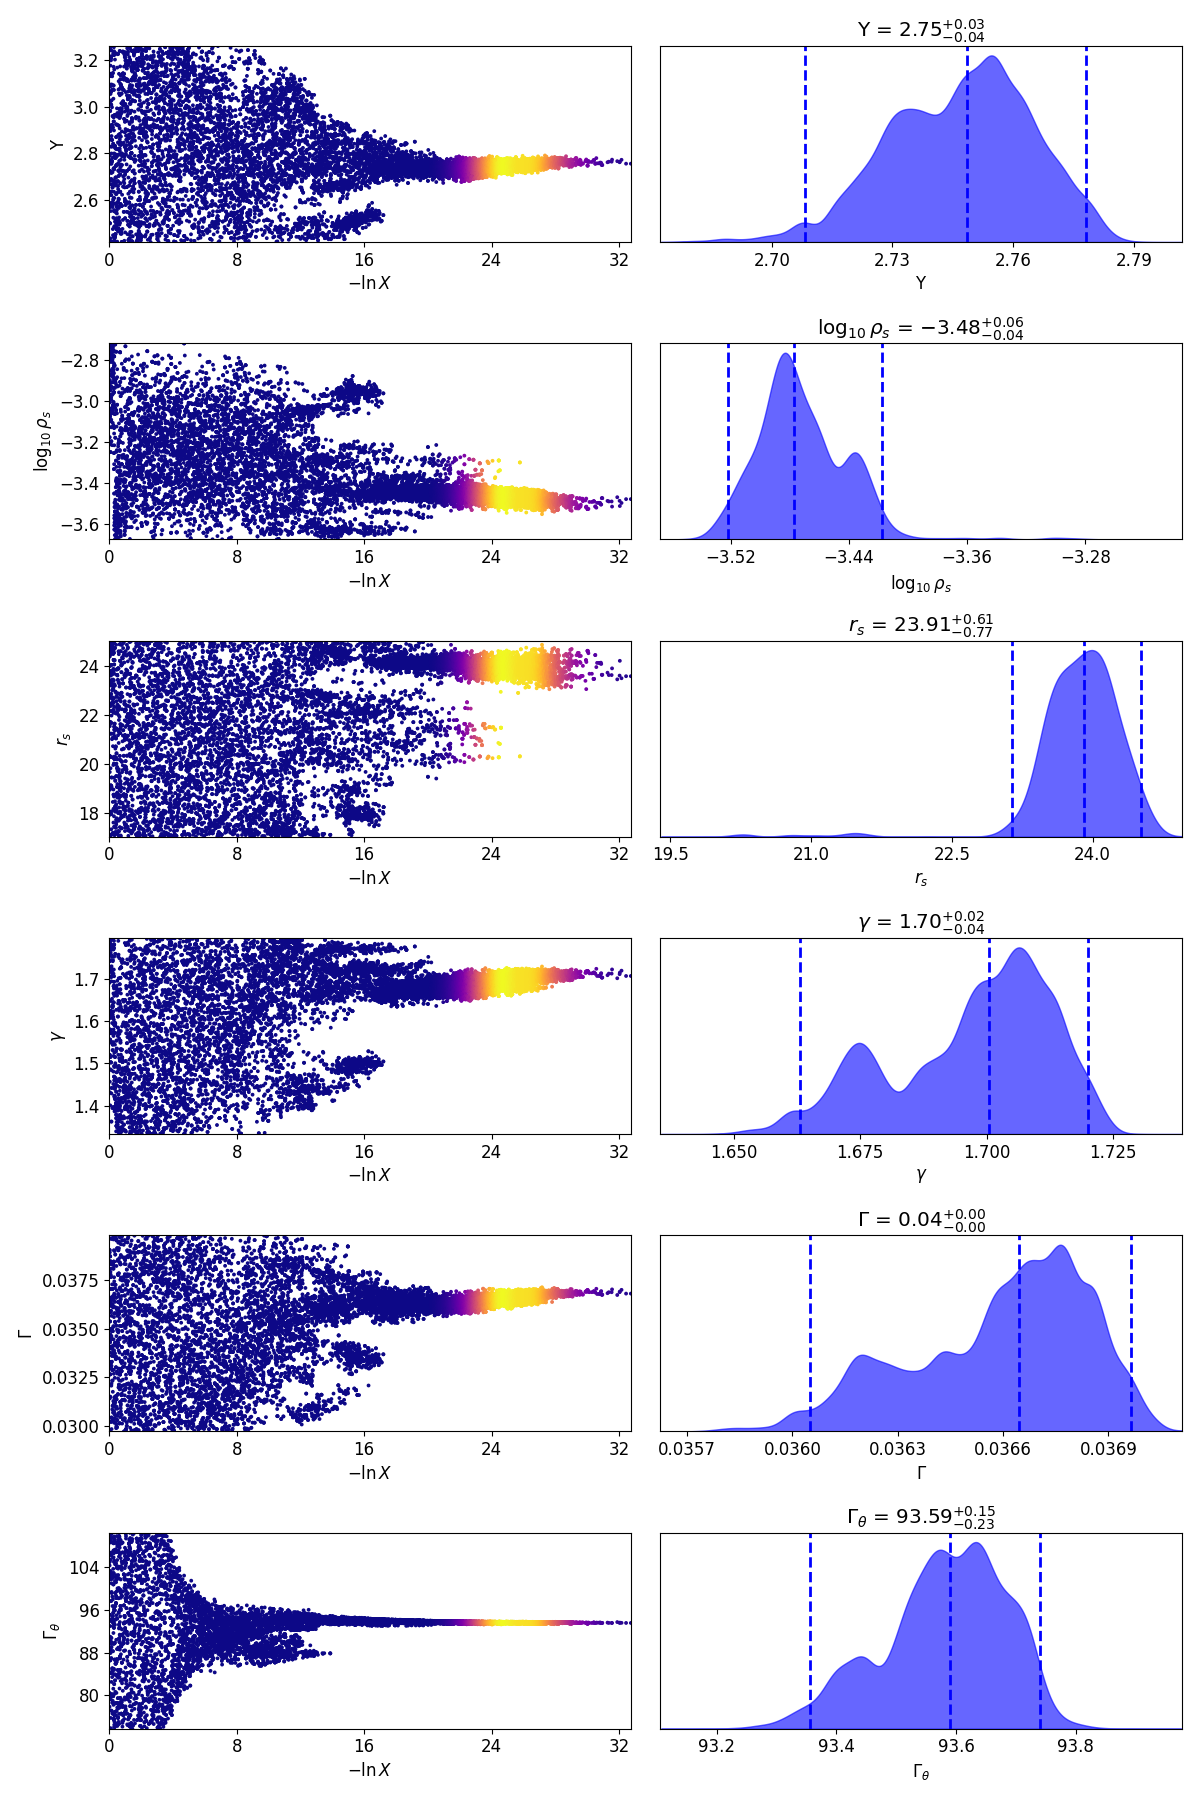 Υ = 2.75 +0.03 −0.04
3.2
3.0
2.8
2.6
Υ
0 8 16 24 32
−ln X
2.70 2.73 2.76 2.79
Υ
log10 ρs = −3.48 +0.06 −0.04
−2.8
−3.0
−3.2
−3.4
−3.6
log10 ρs
0 8 16 24 32
−ln X
−3.52 −3.44 −3.36 −3.28
log10 ρs
rs = 23.91 +0.61 −0.77
24
22
20
18
rs
0 8 16 24 32
−ln X
19.5 21.0 22.5 24.0
rs
γ = 1.70 +0.02 −0.04
1.7
1.6
1.5
1.4
γ
0 8 16 24 32
−ln X
1.650 1.675 1.700 1.725
γ
Γ = 0.04 +0.00 −0.00
0.0375
0.0350
0.0325
0.0300
Γ
0 8 16 24 32
−ln X
0.0357 0.0360 0.0363 0.0366 0.0369
Γ
Γθ = 93.59 +0.15 −0.23
104
96
88
80
Γθ
0 8 16 24 32
−ln X
93.2 93.4 93.6 93.8
Γθ